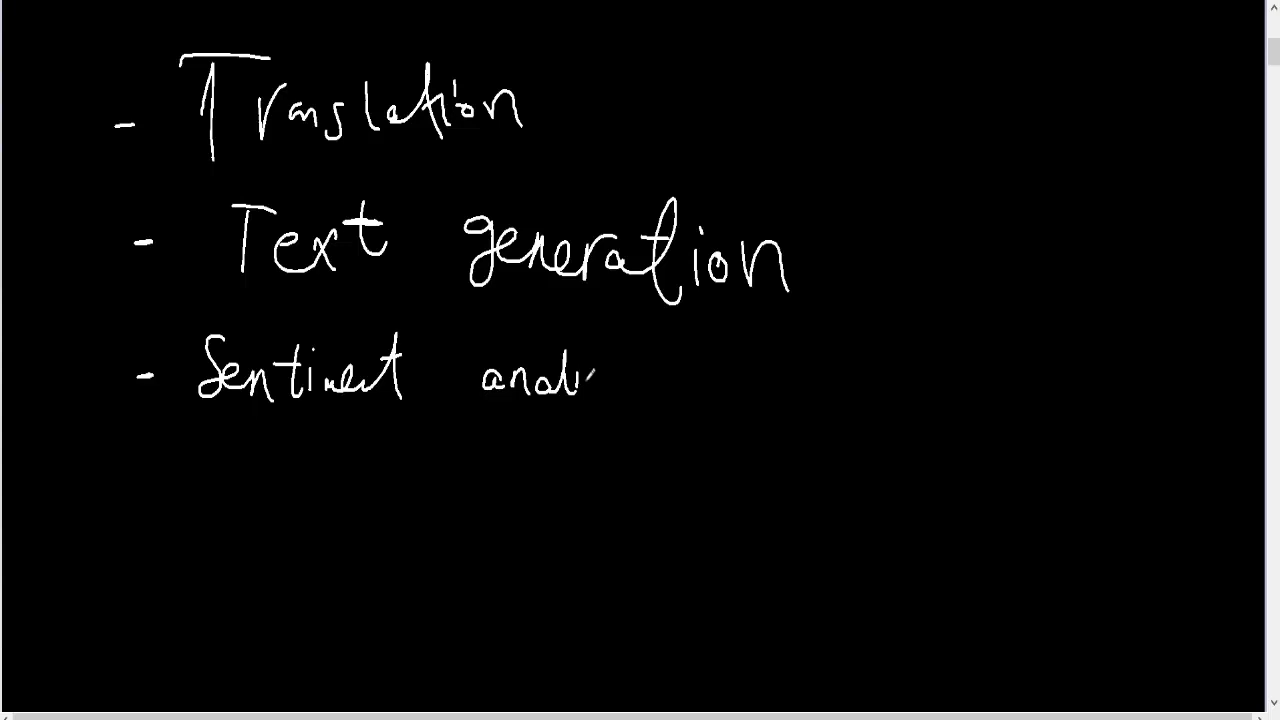 - Translation
- Text generation
- Sentiment